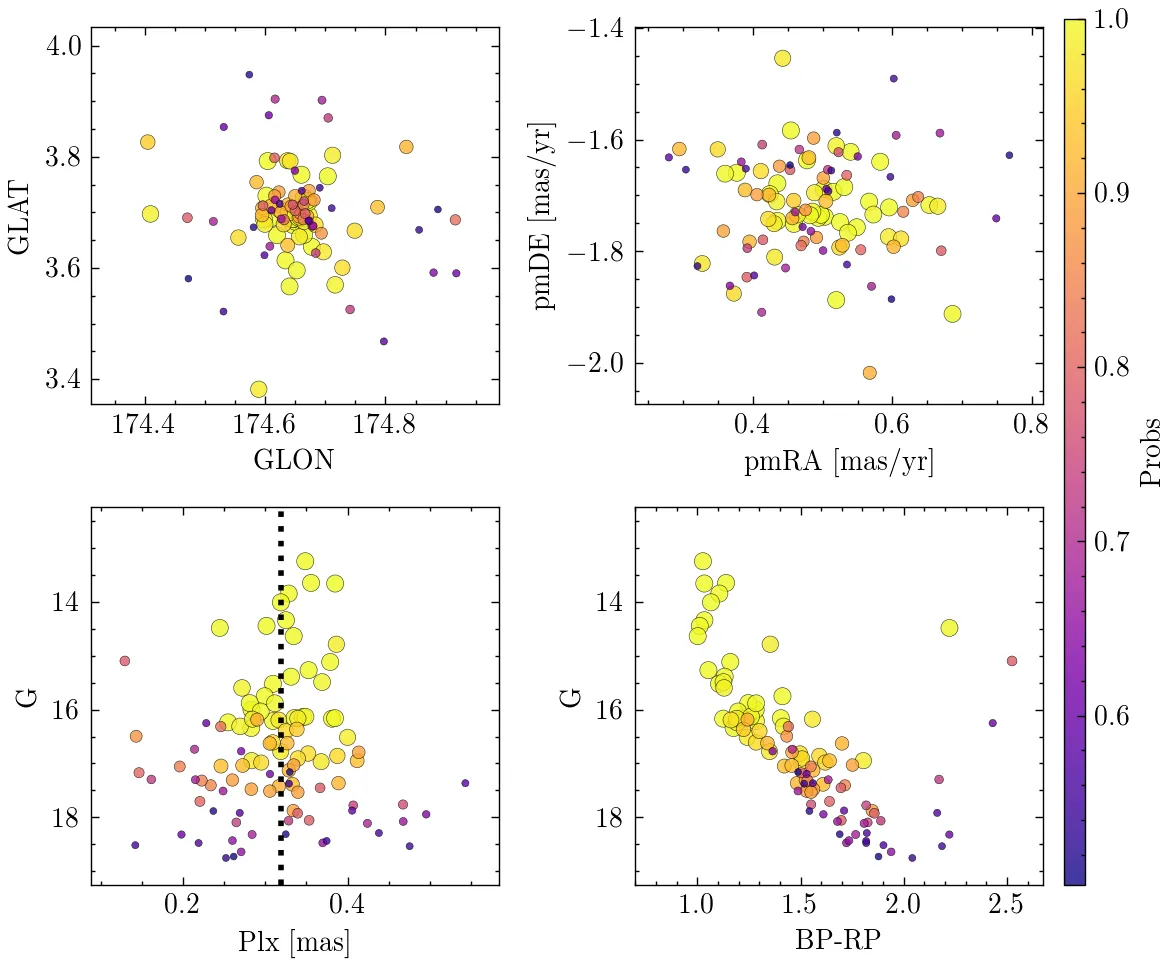 4.0
3.8
3.6
3.4
GLAT
174.4 174.6 174.8
GLON
−1.4
−1.6
−1.8
−2.0
pmDE [mas/yr]
0.4 0.6 0.8
pmRA [mas/yr]
1.0
0.9
0.8
0.7
0.6
Probs
14
16
18
G
0.2 0.4
Plx [mas]
14
16
18
G
1.0 1.5 2.0 2.5
BP-RP